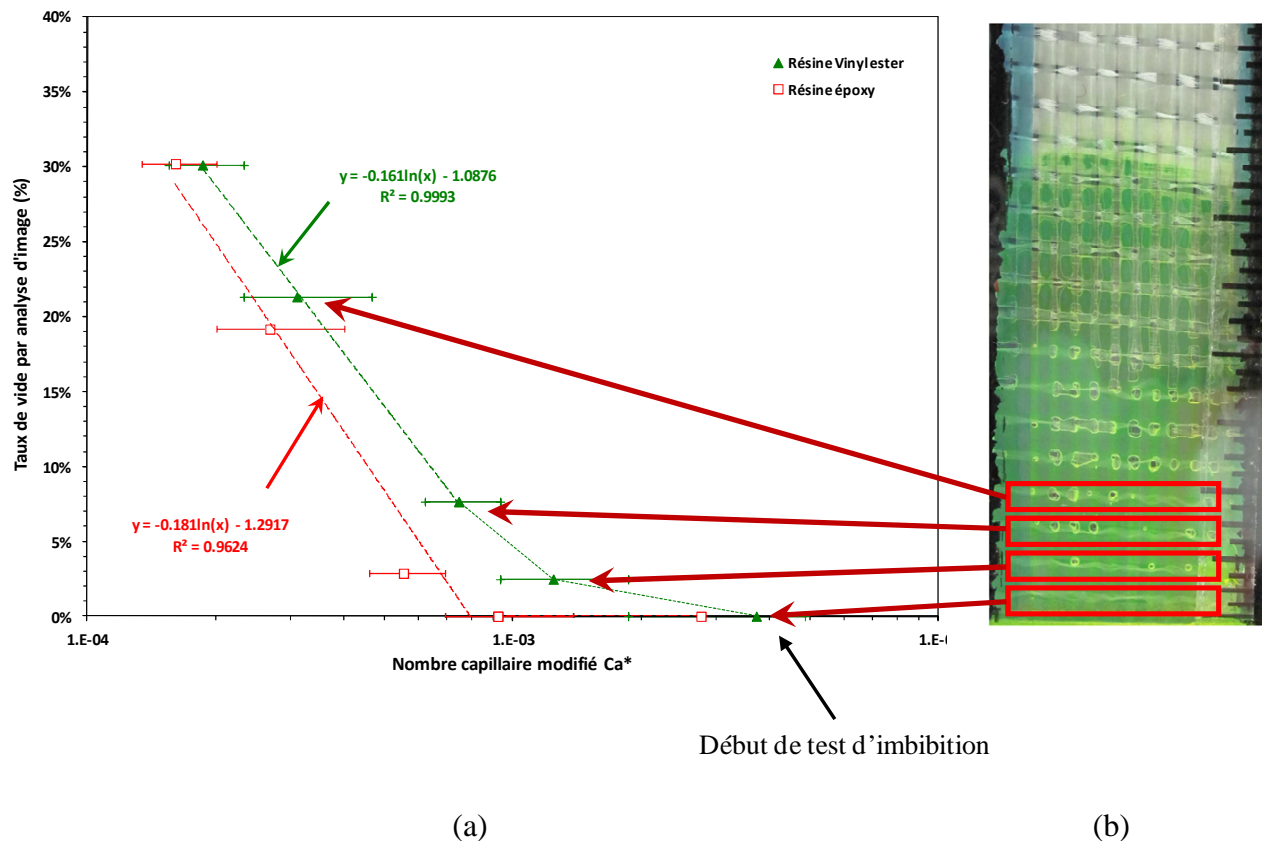 40%
35%
30%
25%
20%
15%
10%
5%
0%
Taux de vide par analyse d'image (%)
Résine Vinylester
Résine époxy
y = -0.161ln(x) - 1.0876
R² = 0.9993
y = -0.181ln(x) - 1.2917
R² = 0.9624
1.E-04
1.E-03
1.E-
Nombre capillaire modifié Ca*
Début de test d’imbibition
(a)
(b)